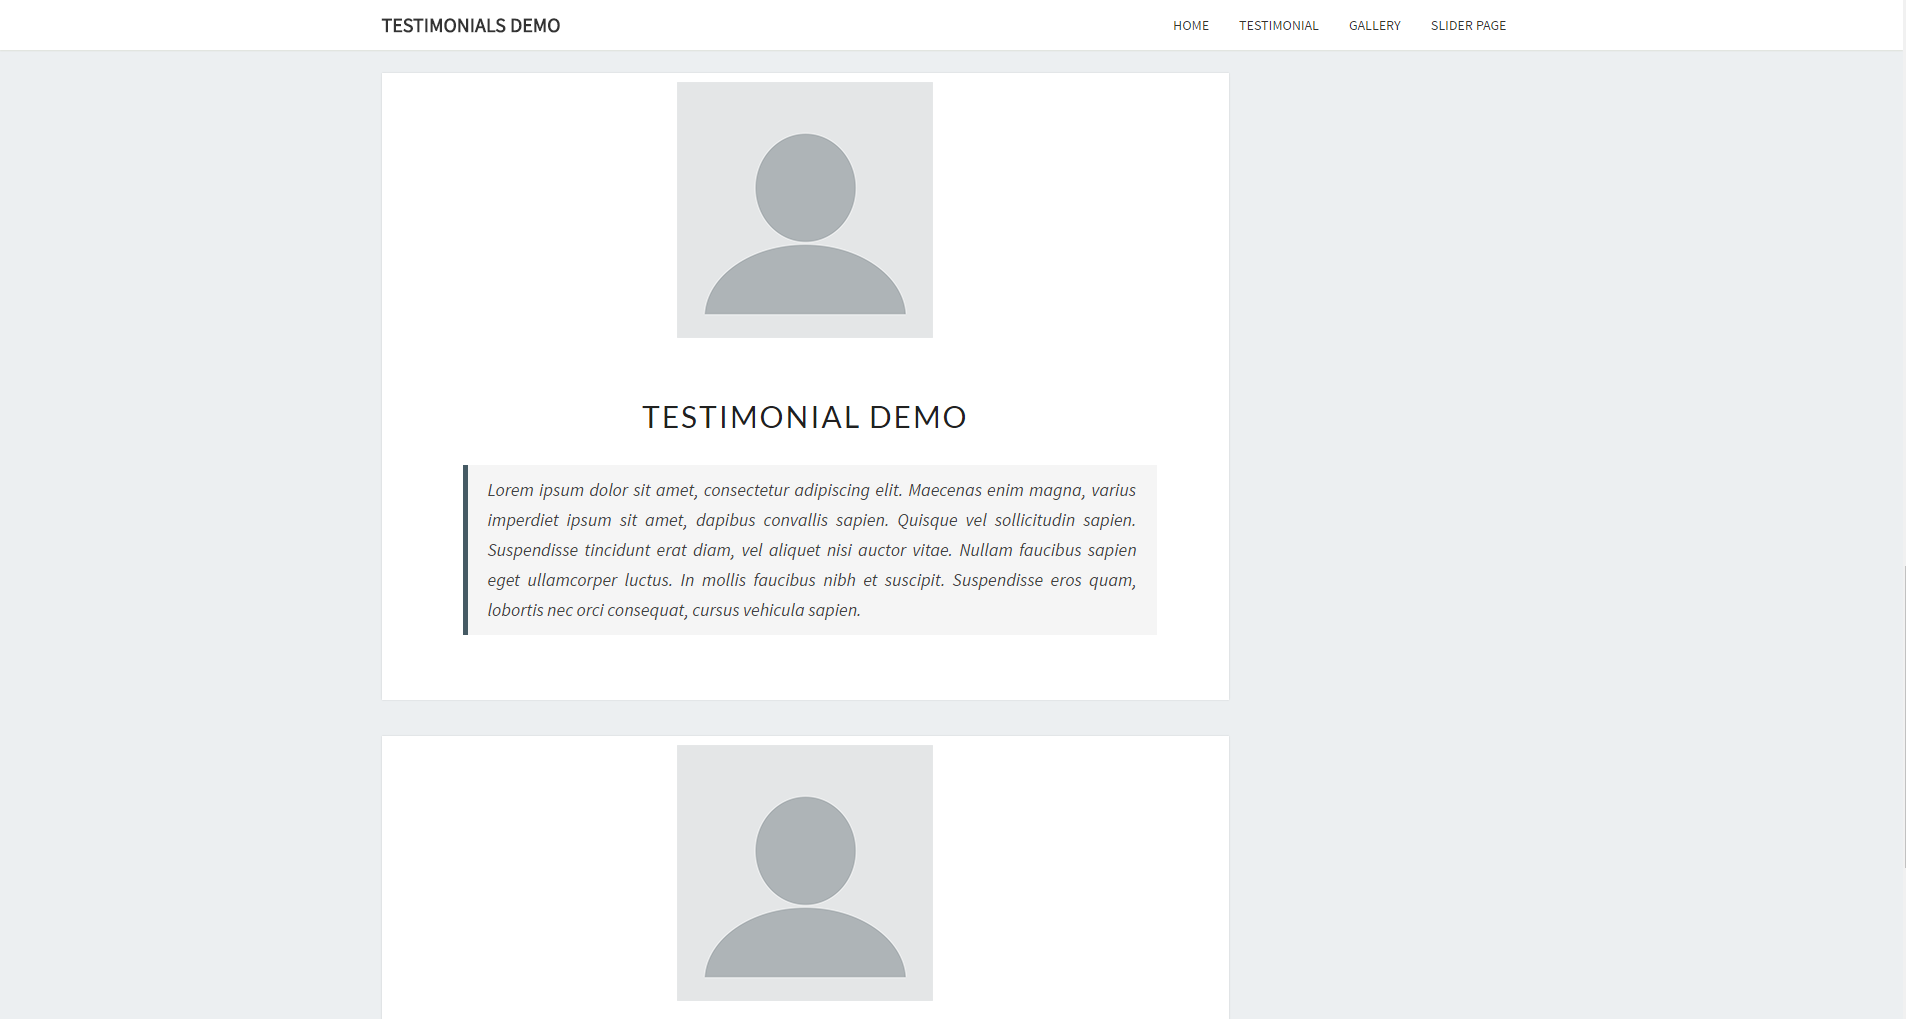 TESTIMONIALS DEMO
HOME TESTIMONIAL GALLERY SLIDER PAGE
TESTIMONIAL DEMO
Lorem ipsum dolor sit amet, consectetur adipiscing elit. Maecenas enim magna, varius
imperdiet ipsum sit amet, dapibus convallis sapien. Quisque vel sollicitudin sapien.
Suspendisse tincidunt erat diam, vel aliquet nisi auctor vitae. Nullam faucibus sapien
eget ullamcorper luctus. In mollis faucibus nibh et suscipit. Suspendisse eros quam,
lobortis nec orci consequat, cursus vehicula sapien.